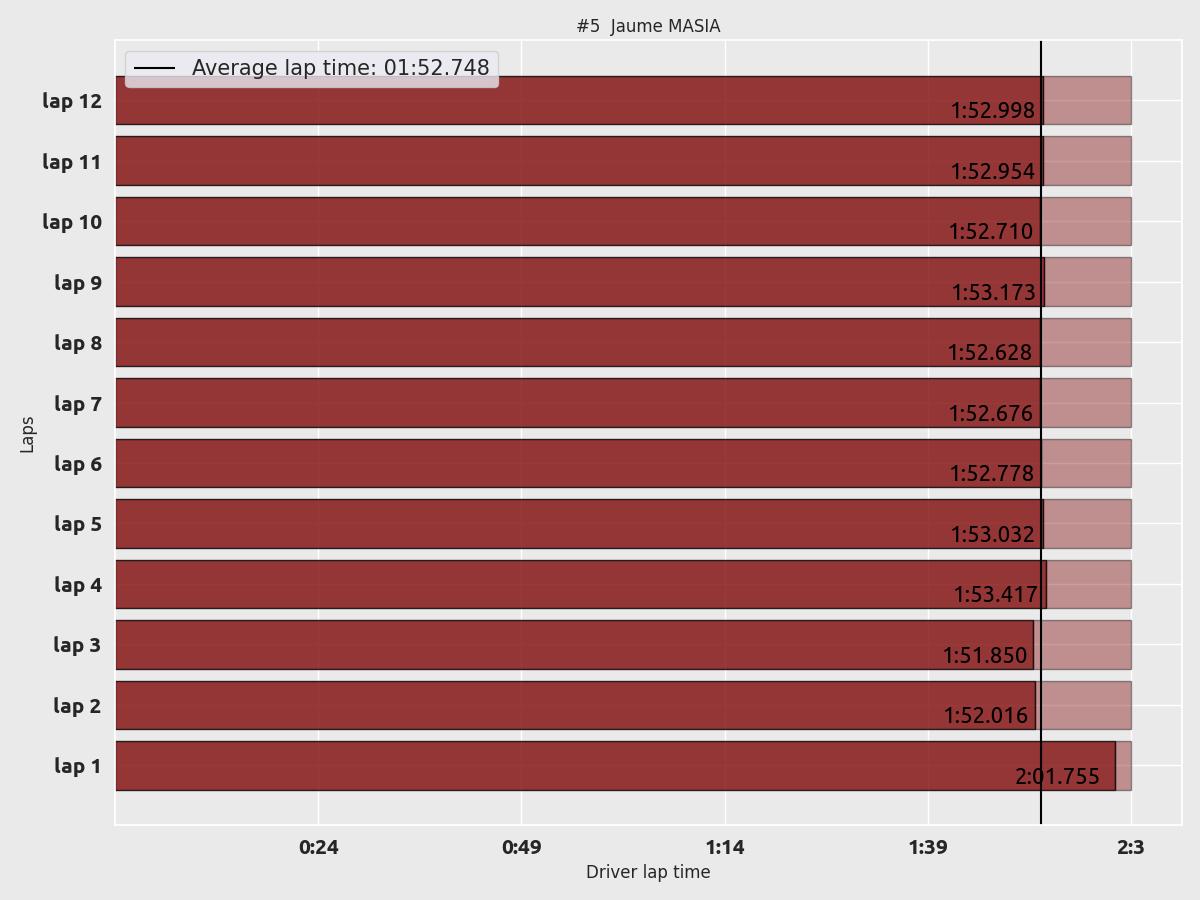 #5 Jaume MASIA
Average lap time: 01:52.748
lap 12
1:52.998
lap 11
1:52.954
lap 10
1:52.710
lap 9
1:53.173
lap 8
1:52.628
lap 7
1:52.676
lap 6
1:52.778
lap 5
1:53.032
lap 4
1:53.417
lap 3
1:51.850
lap 2
1:52.016
lap 1
2:01.755
Laps
0:24 0:49 1:14 1:39 2:3
Driver lap time